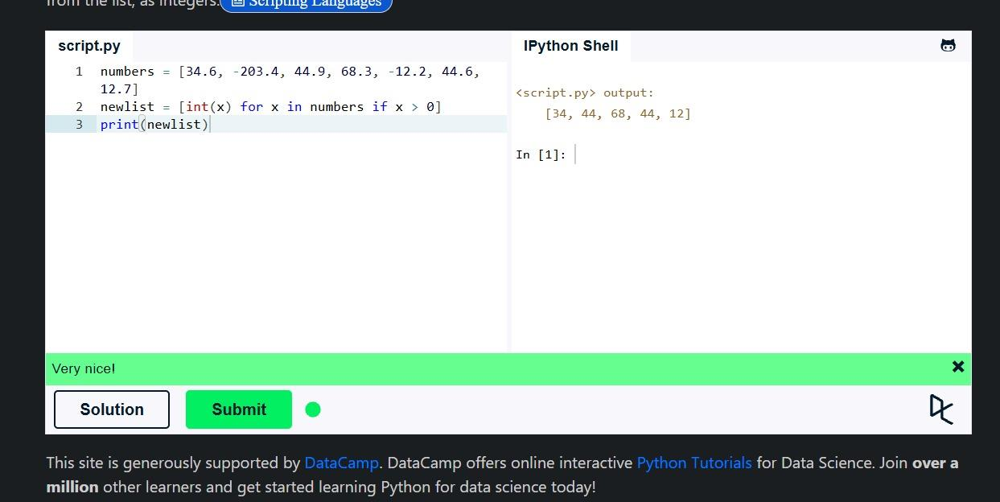 from the list, as integers. Scripting Languages
script.py
1 numbers = [34.6, -203.4, 44.9, 68.3, -12.2, 44.6,
12.7]
2 newlist = [int(x) for x in numbers if x > 0]
3 print(newlist)
IPython Shell
<script.py> output:
[34, 44, 68, 44, 12]
In [1]:
Very nice!
Solution
Submit
This site is generously supported by DataCamp. DataCamp offers online interactive Python Tutorials for Data Science. Join over a
million other learners and get started learning Python for data science today!